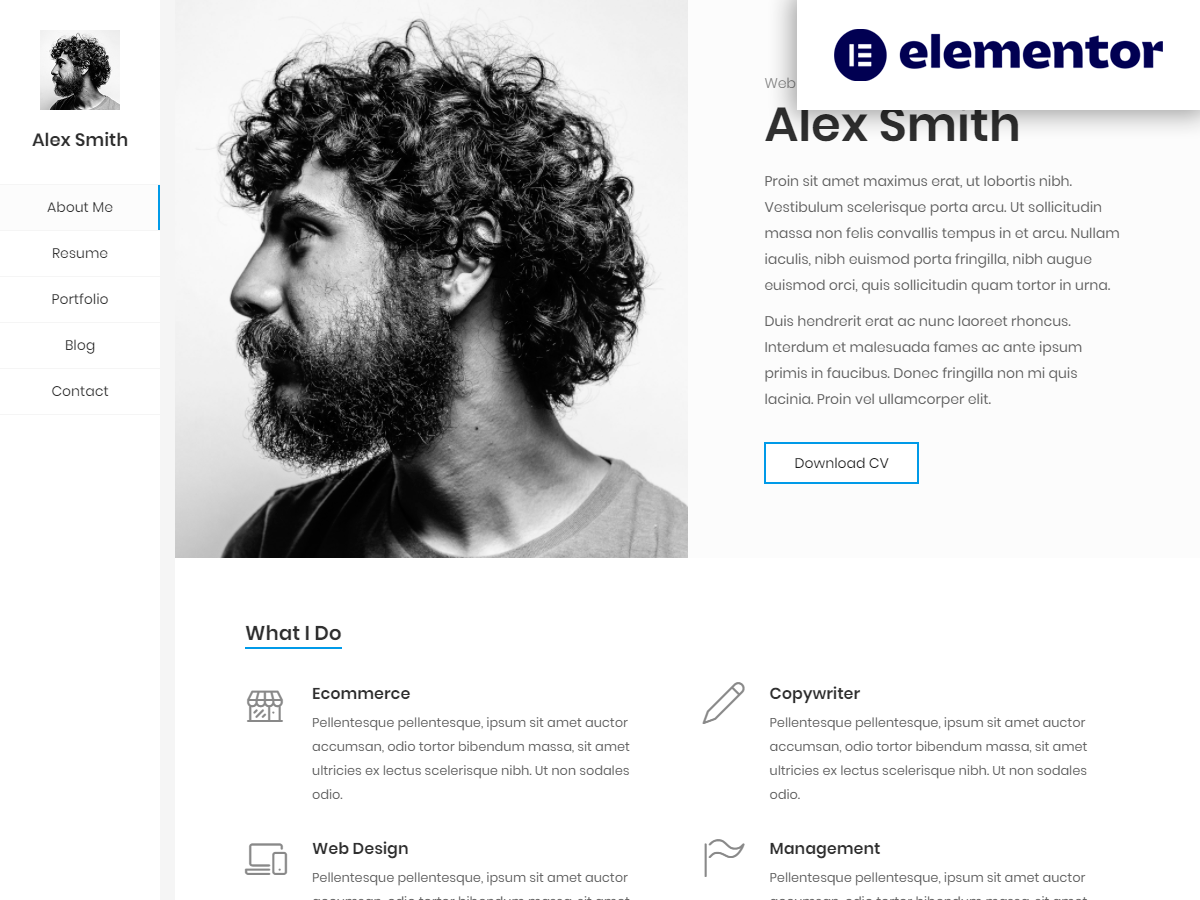 Alex Smith
About Me
Resume
Portfolio
Blog
Contact
elementor
Web
Alex Smith
Proin sit amet maximus erat, ut lobortis nibh.
Vestibulum scelerisque porta arcu. Ut sollicitudin
massa non felis convallis tempus in et arcu. Nullam
iaculis, nibh euismod porta fringilla, nibh augue
euismod orci, quis sollicitudin quam tortor in urna.
Duis hendrerit erat ac nunc laoreet rhoncus.
Interdum et malesuada fames ac ante ipsum
primis in faucibus. Donec fringilla non mi quis
lacinia. Proin vel ullamcorper elit.
Download CV
What I Do
Ecommerce
Pellentesque pellentesque, ipsum sit amet auctor
accumsan, odio tortor bibendum massa, sit amet
ultricies ex lectus scelerisque nibh. Ut non sodales
odio.
Copywriter
Pellentesque pellentesque, ipsum sit amet auctor
accumsan, odio tortor bibendum massa, sit amet
ultricies ex lectus scelerisque nibh. Ut non sodales
odio.
Web Design
Pellentesque pellentesque, ipsum sit amet auctor
Management
Pellentesque pellentesque, ipsum sit amet auctor